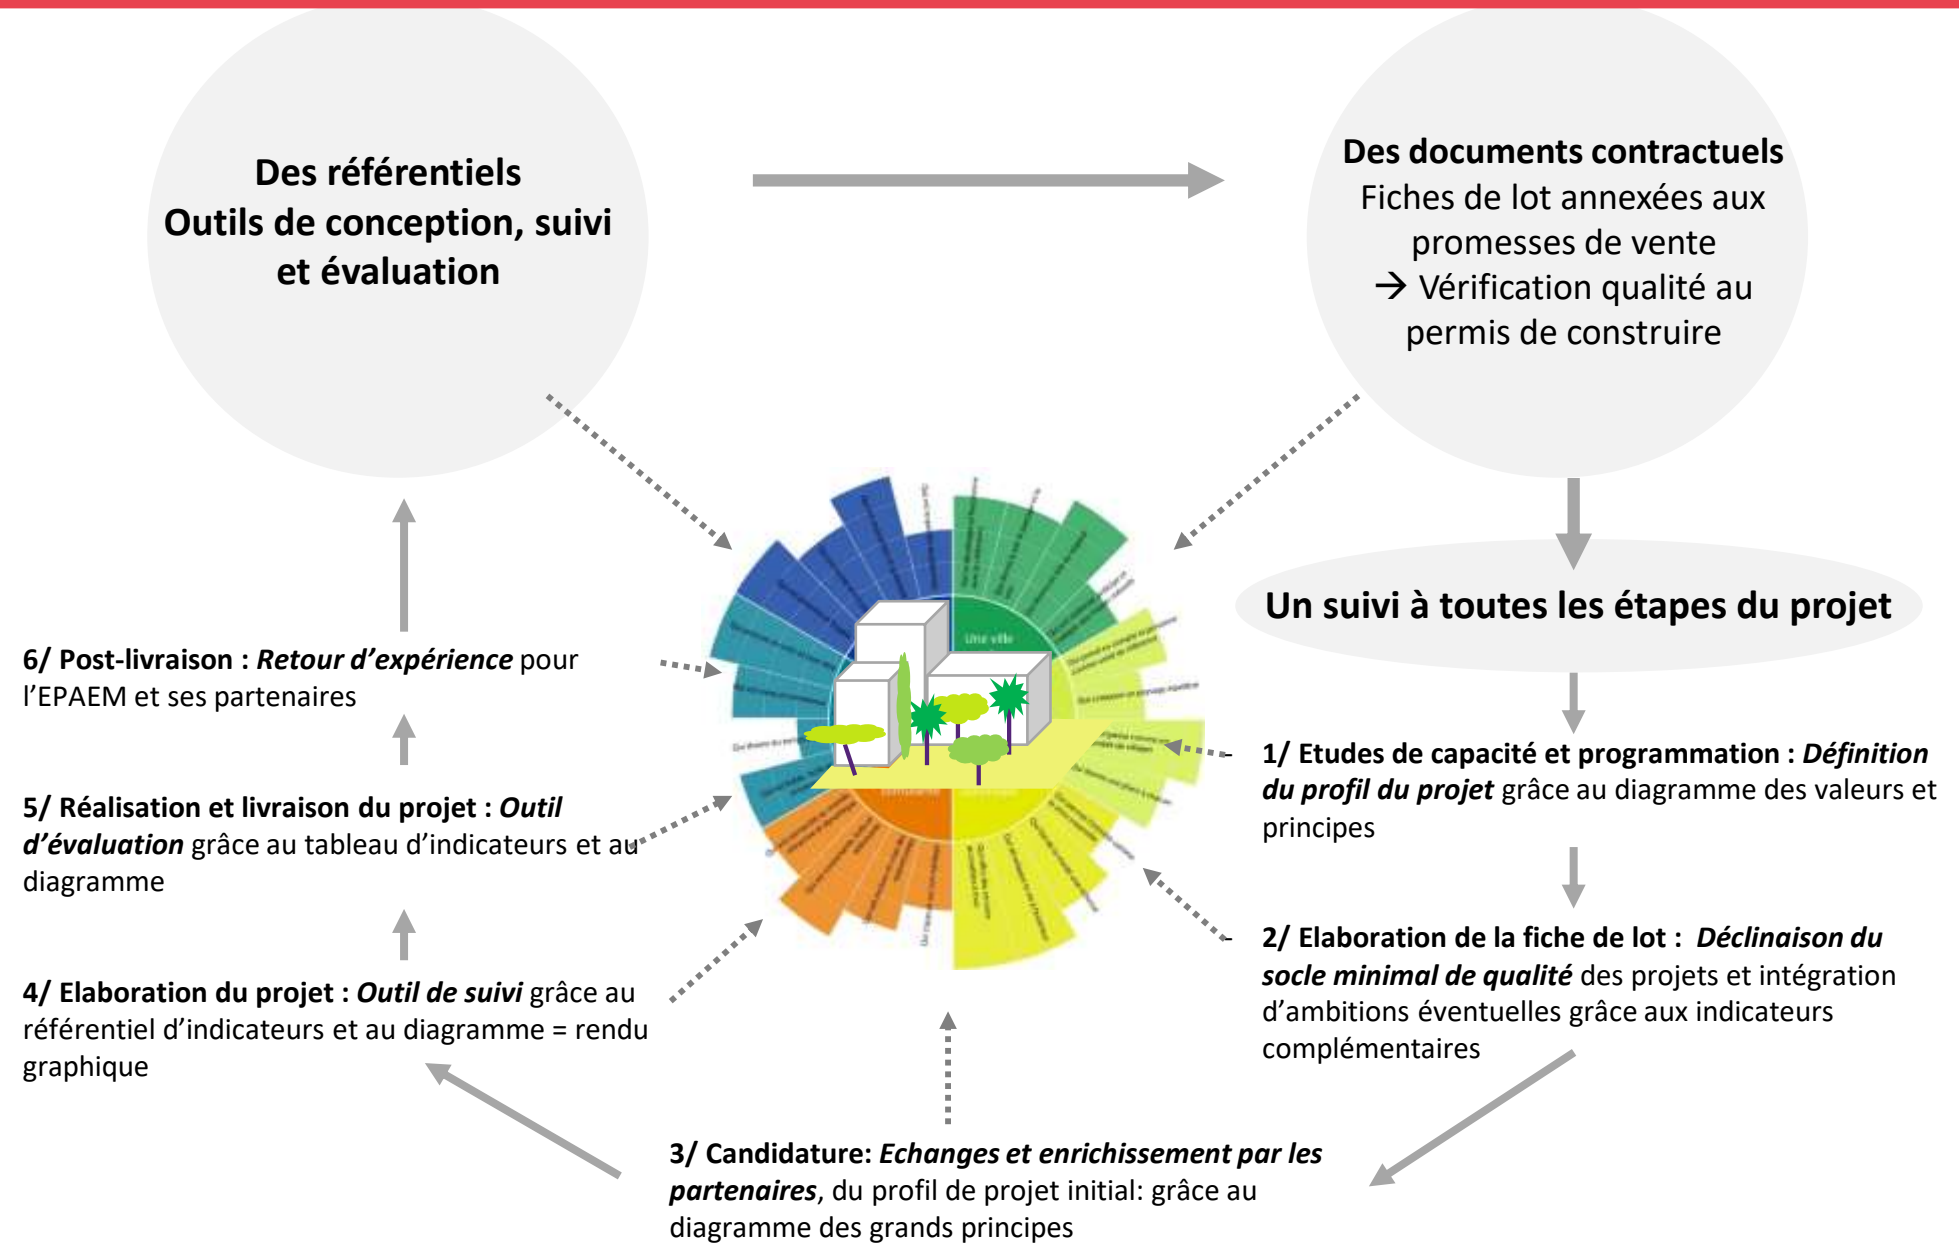 Des référentiels
Outils de conception, suivi
et évaluation
Des documents contractuels
Fiches de lot annexées aux
promesses de vente
→ Vérification qualité au
permis de construire
Un suivi à toutes les étapes du projet
1/ Etudes de capacité et programmation : Définition
du profil du projet grâce au diagramme des valeurs et
principes
2/ Elaboration de la fiche de lot : Déclinaison du
socle minimal de qualité des projets et intégration
d’ambitions éventuelles grâce aux indicateurs
complémentaires
3/ Candidature: Echanges et enrichissement par les
partenaires, du profil de projet initial: grâce au
diagramme des grands principes
4/ Elaboration du projet : Outil de suivi grâce au
référentiel d’indicateurs et au diagramme = rendu
graphique
5/ Réalisation et livraison du projet : Outil
d’évaluation grâce au tableau d’indicateurs et au
diagramme
6/ Post-livraison : Retour d’expérience pour
l’EPAEM et ses partenaires
Une ville